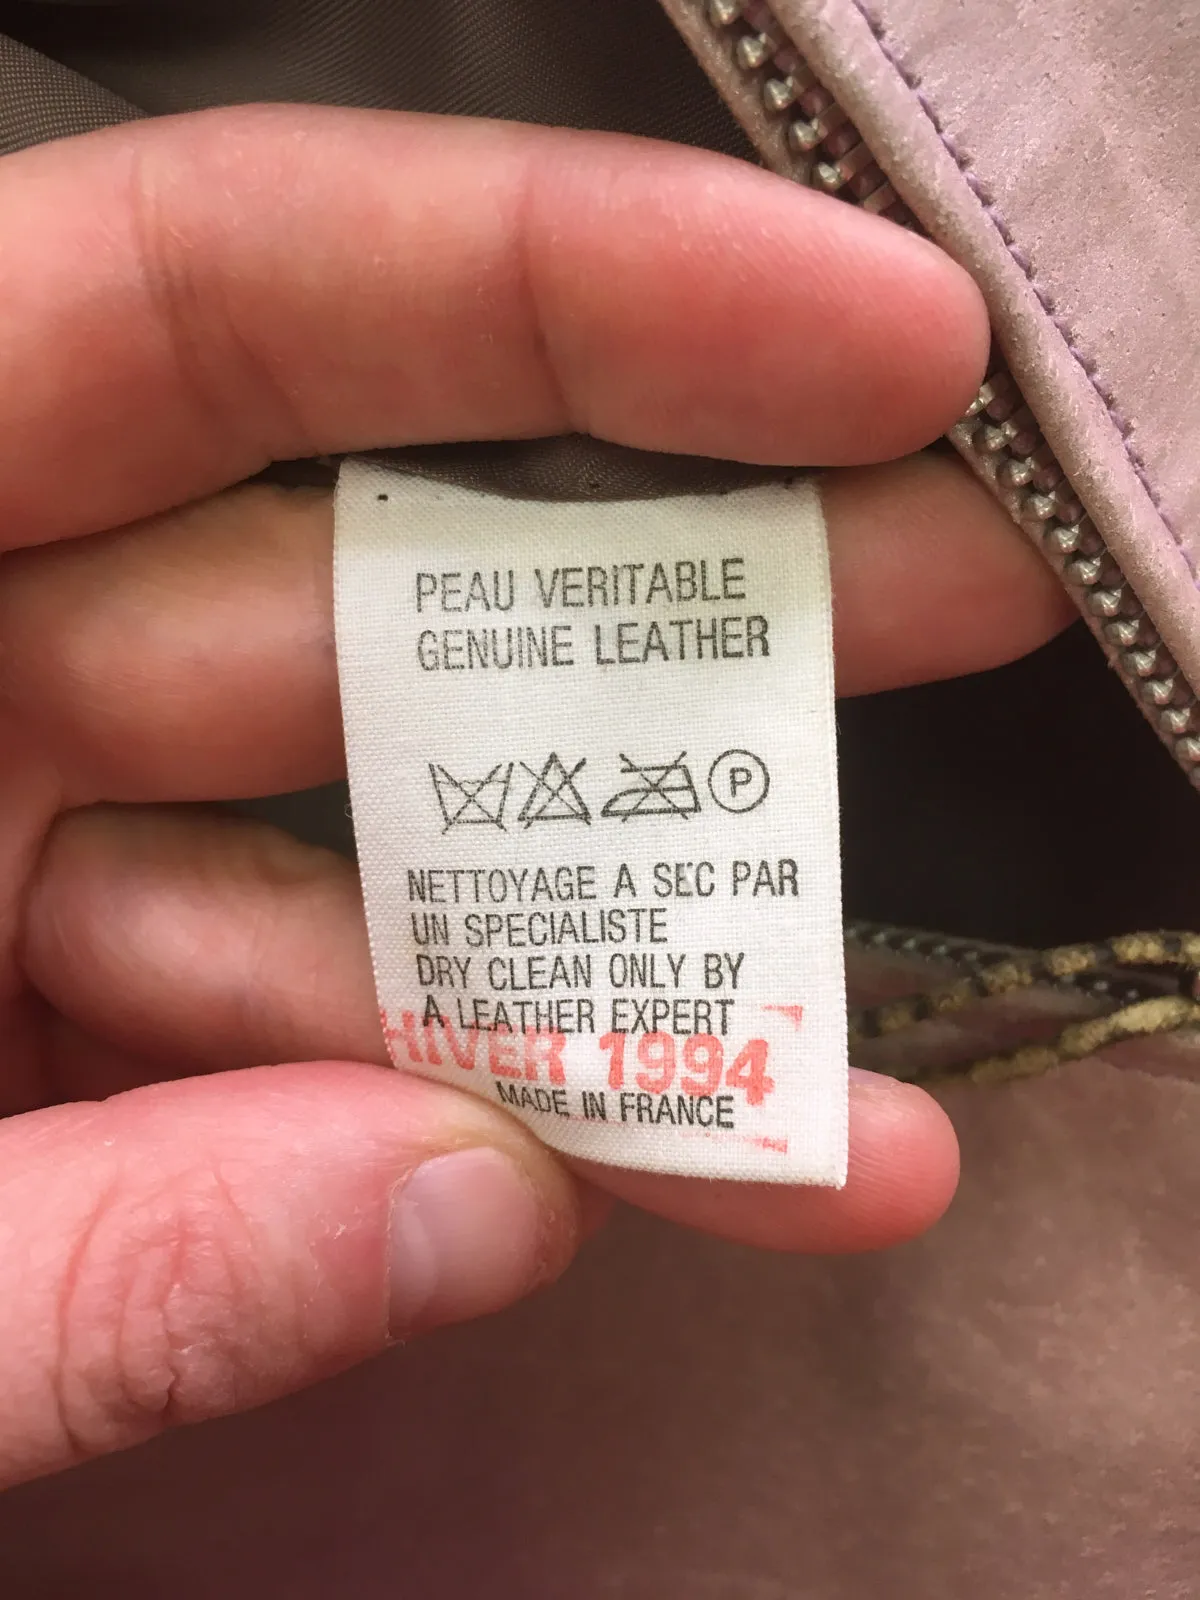 PEAU VERITABLE
GENUINE LEATHER
P
NETTOYAGE A SEC PAR
UN SPECIALISTE
DRY CLEAN ONLY BY
A LEATHER EXPERT
HIVER 1994
MADE IN FRANCE